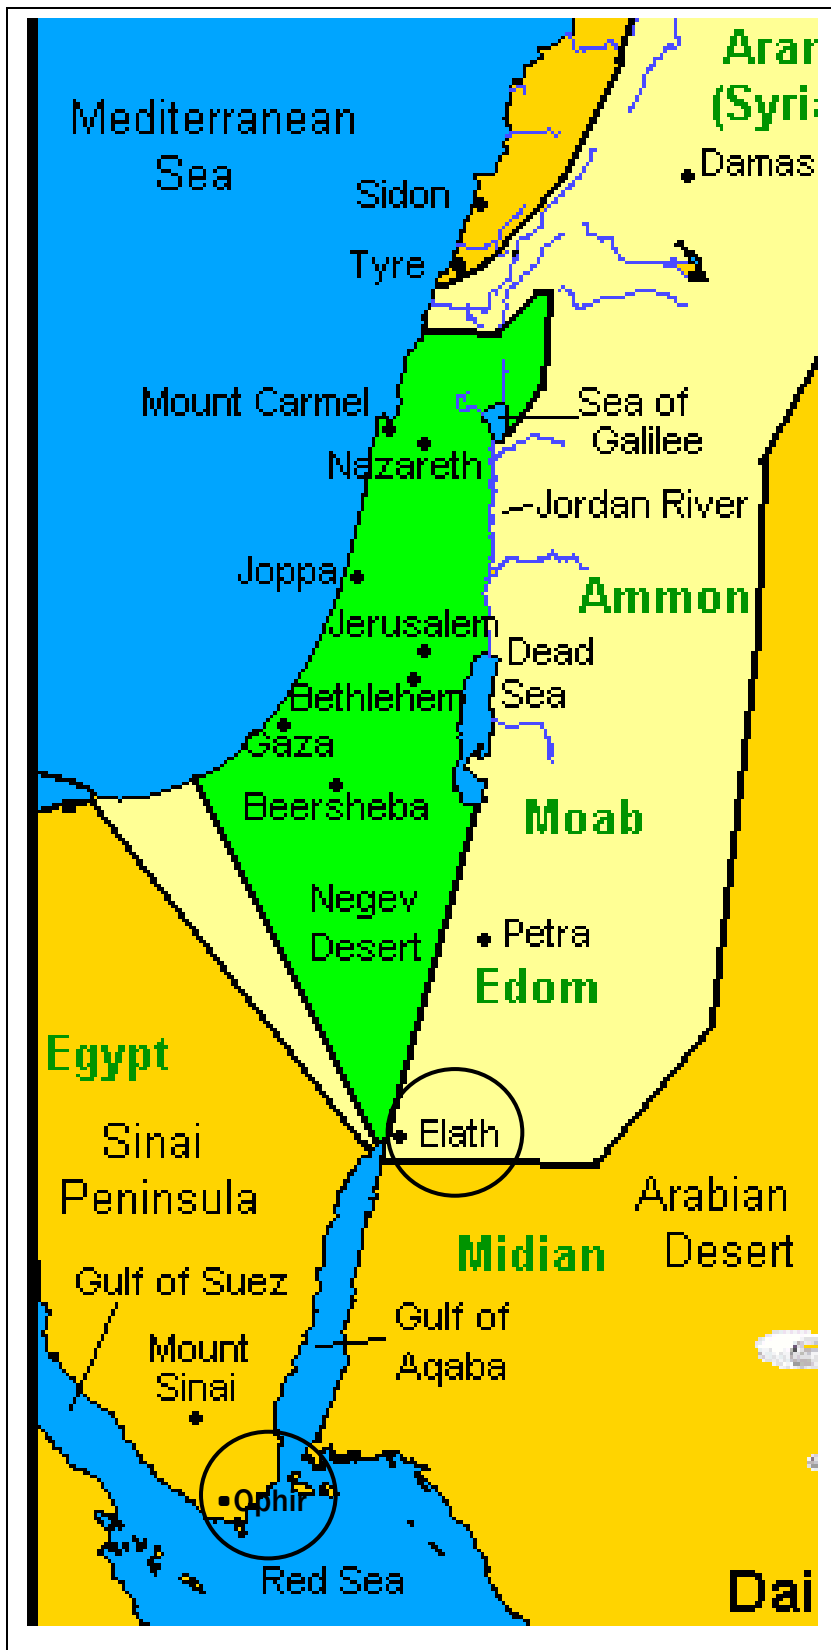 Aram
(Syria
Mediterranean
Sea
Damas
Sidon
Tyre
Mount Carmel
Sea of
Galilee
Nazareth
Jordan River
Joppa
Ammon
Jerusalem
Dead
Sea
Bethlehem
Gaza
Beersheba
Moab
Negev
Desert
Petra
Edom
Egypt
Elath
Sinai
Peninsula
Arabian
Desert
Midian
Gulf of Suez
Gulf of
Aqaba
Mount
Sinai
Ophir
Red Sea
Dai